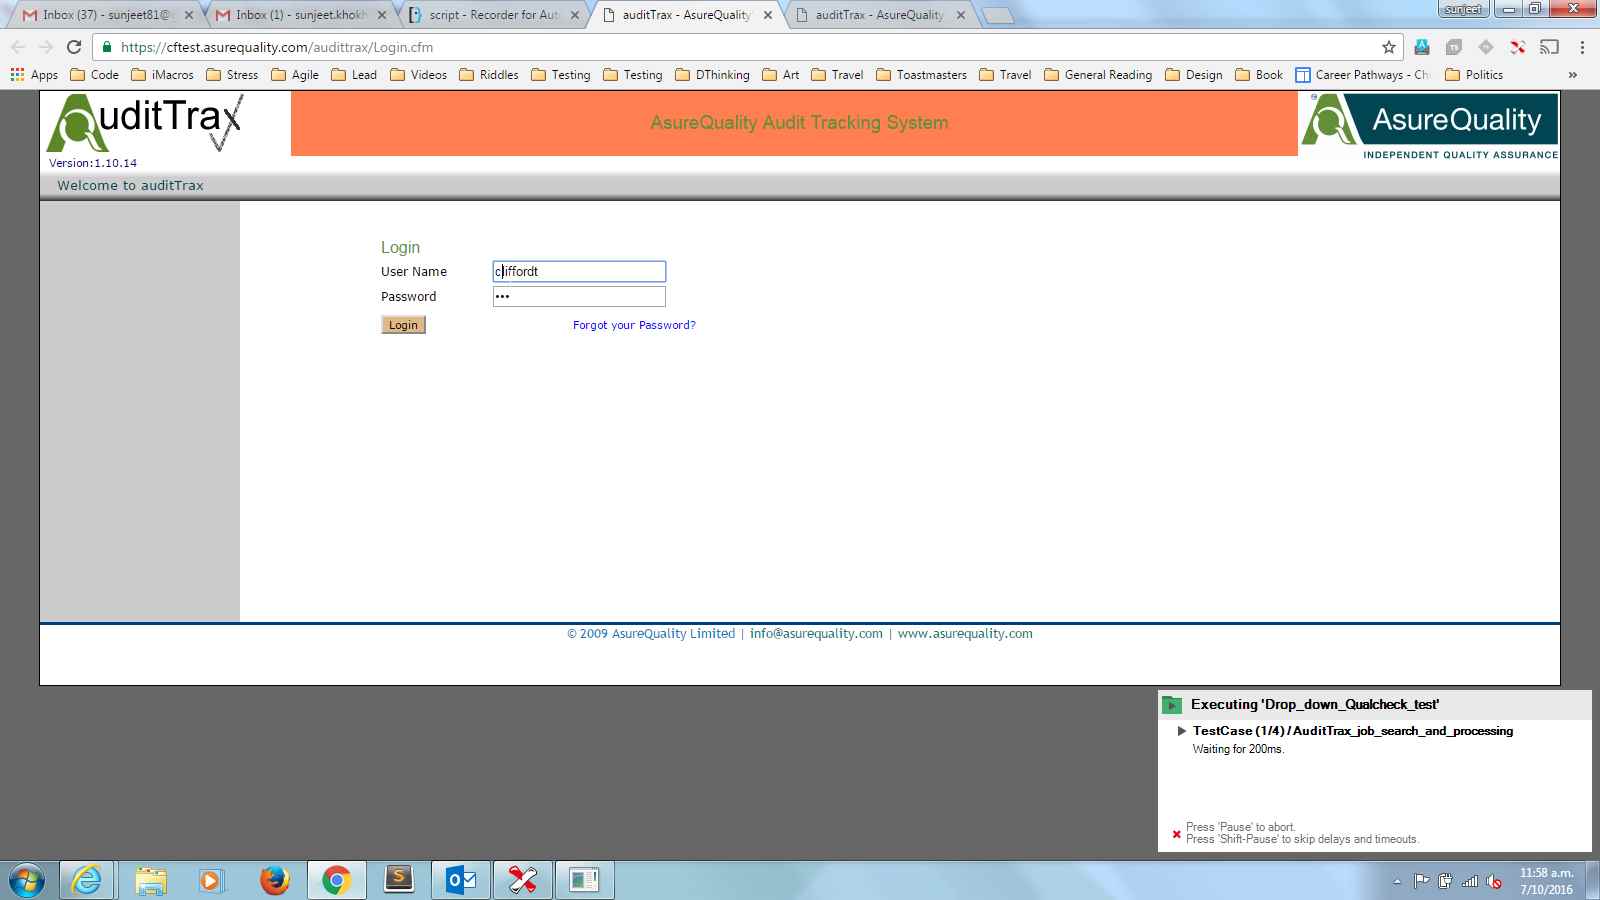 Inbox (37) - sunjeet81@
Inbox (1) - sunjeet.khokh
script - Recorder for Aut
auditTrax - AsureQuality
auditTrax - AsureQuality
sunjeet
https://cftest.asurequality.com/audittrax/Login.cfm
Apps
Code
iMacros
Stress
Agile
Lead
Videos
Riddles
Testing
Testing
DThinking
Art
Travel
Toastmasters
Travel
General Reading
Design
Book
Career Pathways - Ch
Politics
»
AuditTrax
Version:1.10.14
AsureQuality Audit Tracking System
AsureQuality
INDEPENDENT QUALITY ASSURANCE
Welcome to auditTrax
Login
User Name
cliffordt
Password
•••
Login
Forgot your Password?
© 2009 AsureQuality Limited | info@asurequality.com | www.asurequality.com
Executing 'Drop_down_Qualcheck_test'
TestCase (1/4) / AuditTrax_job_search_and_processing
Waiting for 200ms.
Press 'Pause' to abort.
Press 'Shift-Pause' to skip delays and timeouts.
11:58 a.m.
7/10/2016